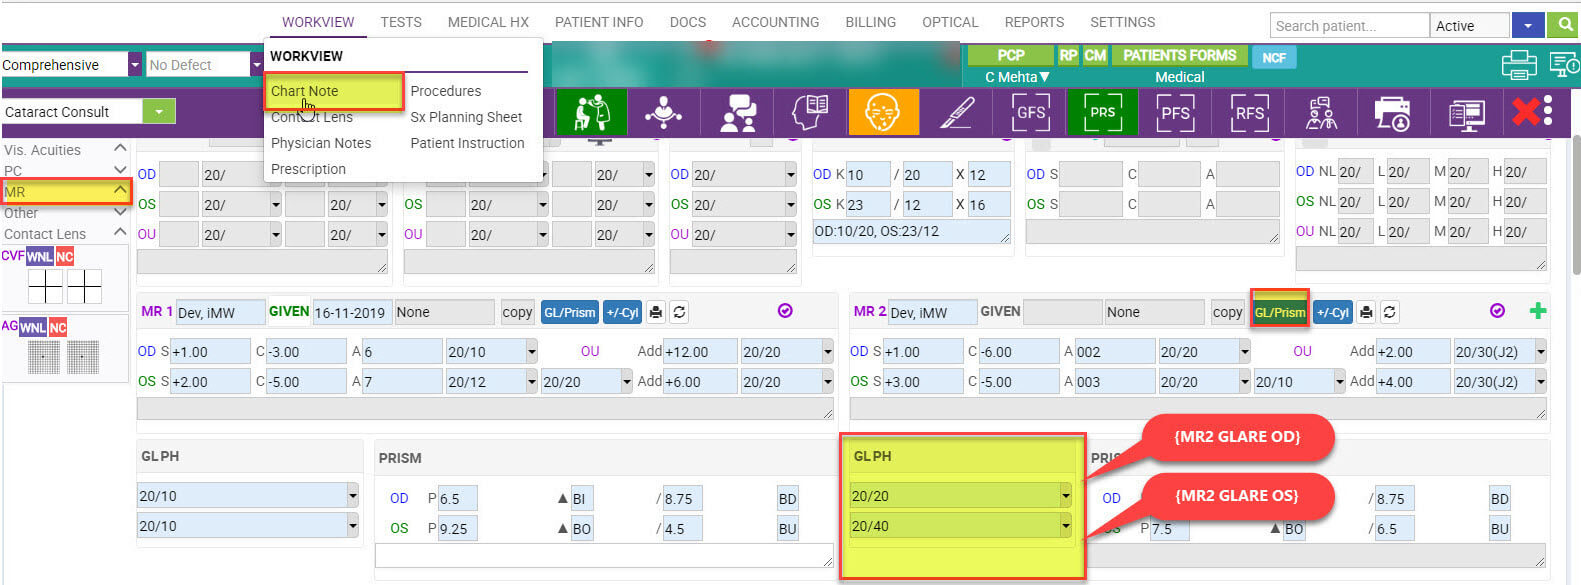 WORKVIEW TESTS MEDICAL HX PATIENT INFO DOCS ACCOUNTING BILLING OPTICAL REPORTS SETTINGS Search patient... Active
WORKVIEW
Chart Note Procedures
Contact Lens Sx Planning Sheet
Physician Notes Patient Instruction
Prescription
Comprehensive No Defect PCP RP CM PATIENTS FORMS NCF
C Mehta▼ Medical
Cataract Consult GFS PRS PFS RFS
Vis. Acuities
PC
MR
Other
Contact Lens
CVF WNL NC
AG WNL NC
OD 20/ 20/ OD 20/ OD K 10 / 20 X 12 OD S C A OD NL 20/ L 20/ M 20/ H 20/
OS 20/ 20/ OS 20/ 20/ OS 20/ OS K 23 / 12 X 16 OS S C A OS NL 20/ L 20/ M 20/ H 20/
OU 20/ 20/ OU 20/ 20/ OU 20/ OD:10/20, OS:23/12 OU NL 20/ L 20/ M 20/ H 20/
MR 1 Dev, iMW GIVEN 16-11-2019 None copy GL/Prism +/-Cyl
OD S +1.00 C -3.00 A 6 20/10 OU Add +12.00 20/20
OS S +2.00 C -5.00 A 7 20/12 20/20 Add +6.00 20/20
MR 2 Dev, iMW GIVEN None copy GL/Prism +/-Cyl
OD S +1.00 C -6.00 A 002 20/20 OU Add +2.00 20/30(J2)
OS S +3.00 C -5.00 A 003 20/20 20/10 Add +4.00 20/30(J2)
GLPH
20/10
20/10
PRISM
OD P 6.5 ▲ BI / 8.75 BD
OS P 9.25 ▲ BO / 4.5 BU
GLPH
20/20
20/40
{MR2 GLARE OD}
{MR2 GLARE OS}
OD P / 8.75 BD
P 7.5 ▲ BO / 6.5 BU